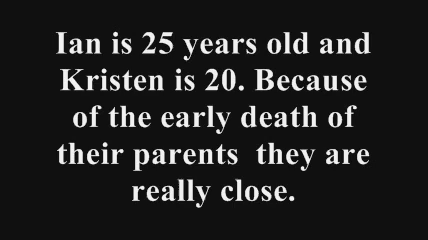 Ian is 25 years old and
Kristen is 20. Because
of the early death of
their parents  they are
really close.